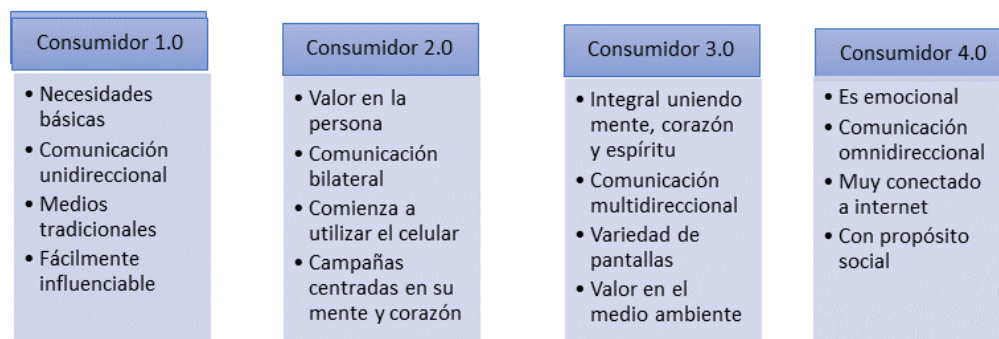 Consumidor 1.0
• Necesidades
básicas
• Comunicación
unidireccional
• Medios
tradicionales
• Fácilmente
influenciable
Consumidor 2.0
• Valor en la
persona
• Comunicación
bilateral
• Comienza a
utilizar el celular
• Campañas
centradas en su
mente y corazón
Consumidor 3.0
• Integral uniendo
mente, corazón
y espíritu
• Comunicación
multidireccional
• Variedad de
pantallas
• Valor en el
medio ambiente
Consumidor 4.0
• Es emocional
• Comunicación
omnidireccional
• Muy conectado
a internet
• Con propósito
social